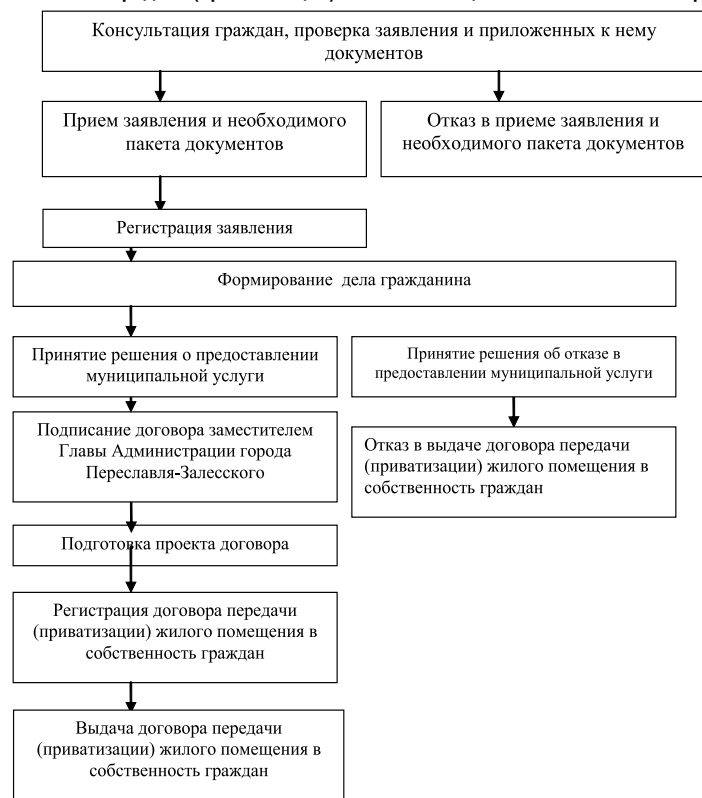 Консультация граждан, проверка заявления и приложенных к нему
документов
Прием заявления и необходимого
пакета документов
Отказ в приеме заявления и
необходимого пакета документов
Регистрация заявления
Формирование дела гражданина
Принятие решения о предоставлении
муниципальной услуги
Принятие решения об отказе в
предоставлении муниципальной услуги
Подписание договора заместителем
Главы Администрации города
Переславля-Залесского
Отказ в выдаче договора передачи
(приватизации) жилого помещения в
собственность граждан
Подготовка проекта договора
Регистрация договора передачи
(приватизации) жилого помещения в
собственность граждан
Выдача договора передачи
(приватизации) жилого помещения в
собственность граждан